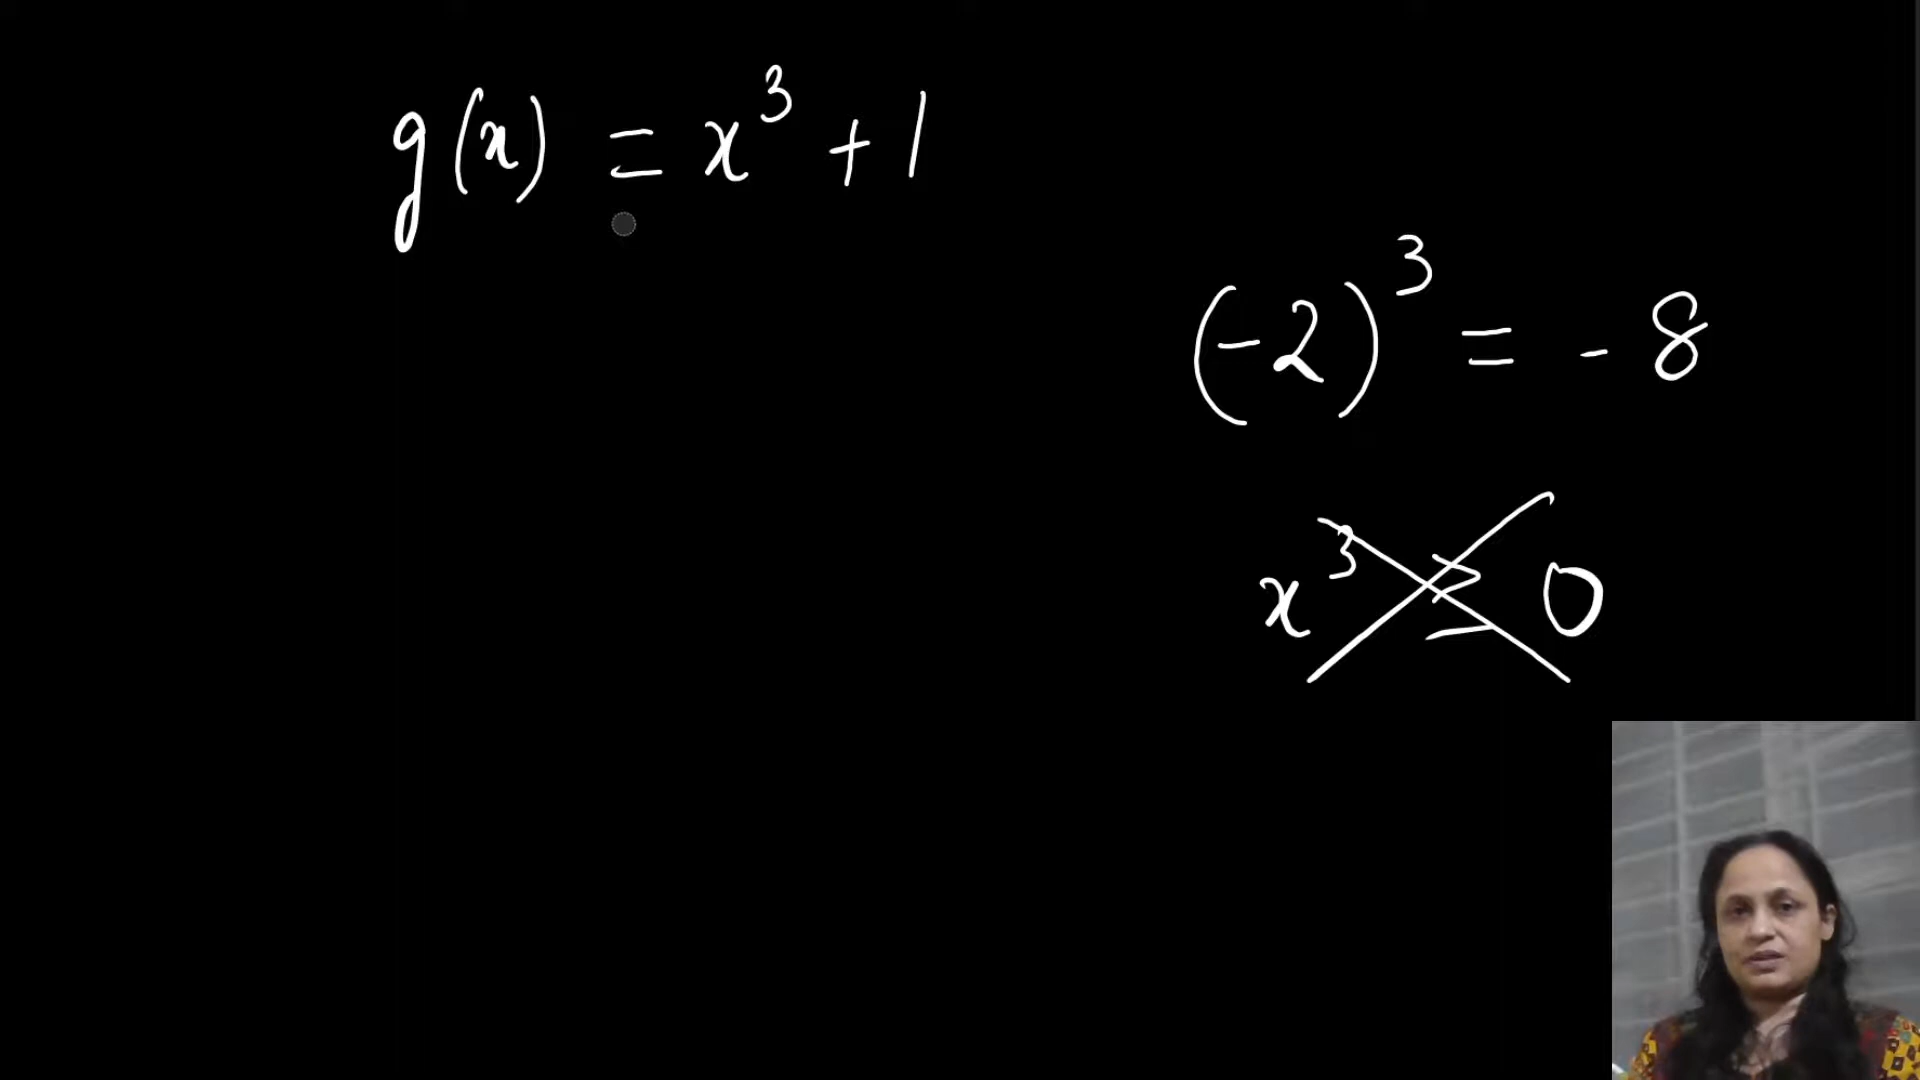 g(x) = x³ + 1
(-2)³ = - 8
x³ ≥ 0